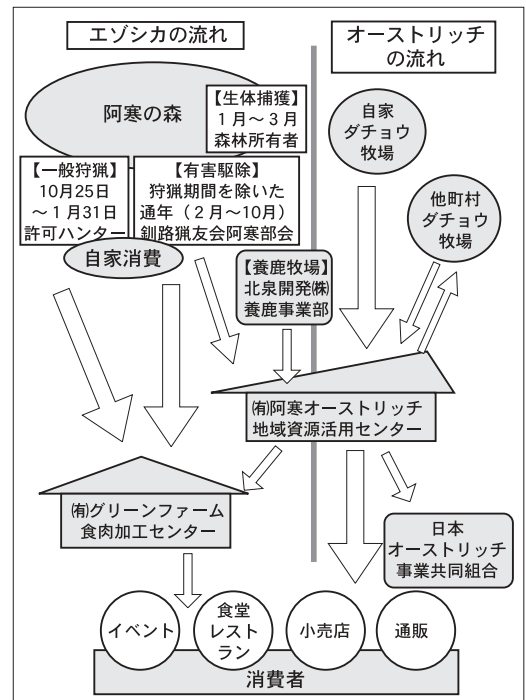 エゾシカの流れ
オーストリッチ
の流れ
阿寒の森
【生体捕獲】
1月～3月
森林所有者
【一般狩猟】
10月25日
～1月31日
許可ハンター
【有害駆除】
狩猟期間を除いた
通年（2月～10月）
釧路猟友会阿寒部会
自家消費
自家
ダチョウ
牧場
他町村
ダチョウ
牧場
【養鹿牧場】
北泉開発㈱
養鹿事業部
㈲阿寒オーストリッチ
地域資源活用センター
㈲グリーンファーム
食肉加工センター
日本
オーストリッチ
事業共同組合
イベント
食堂
レスト
ラン
小売店
通販
消費者